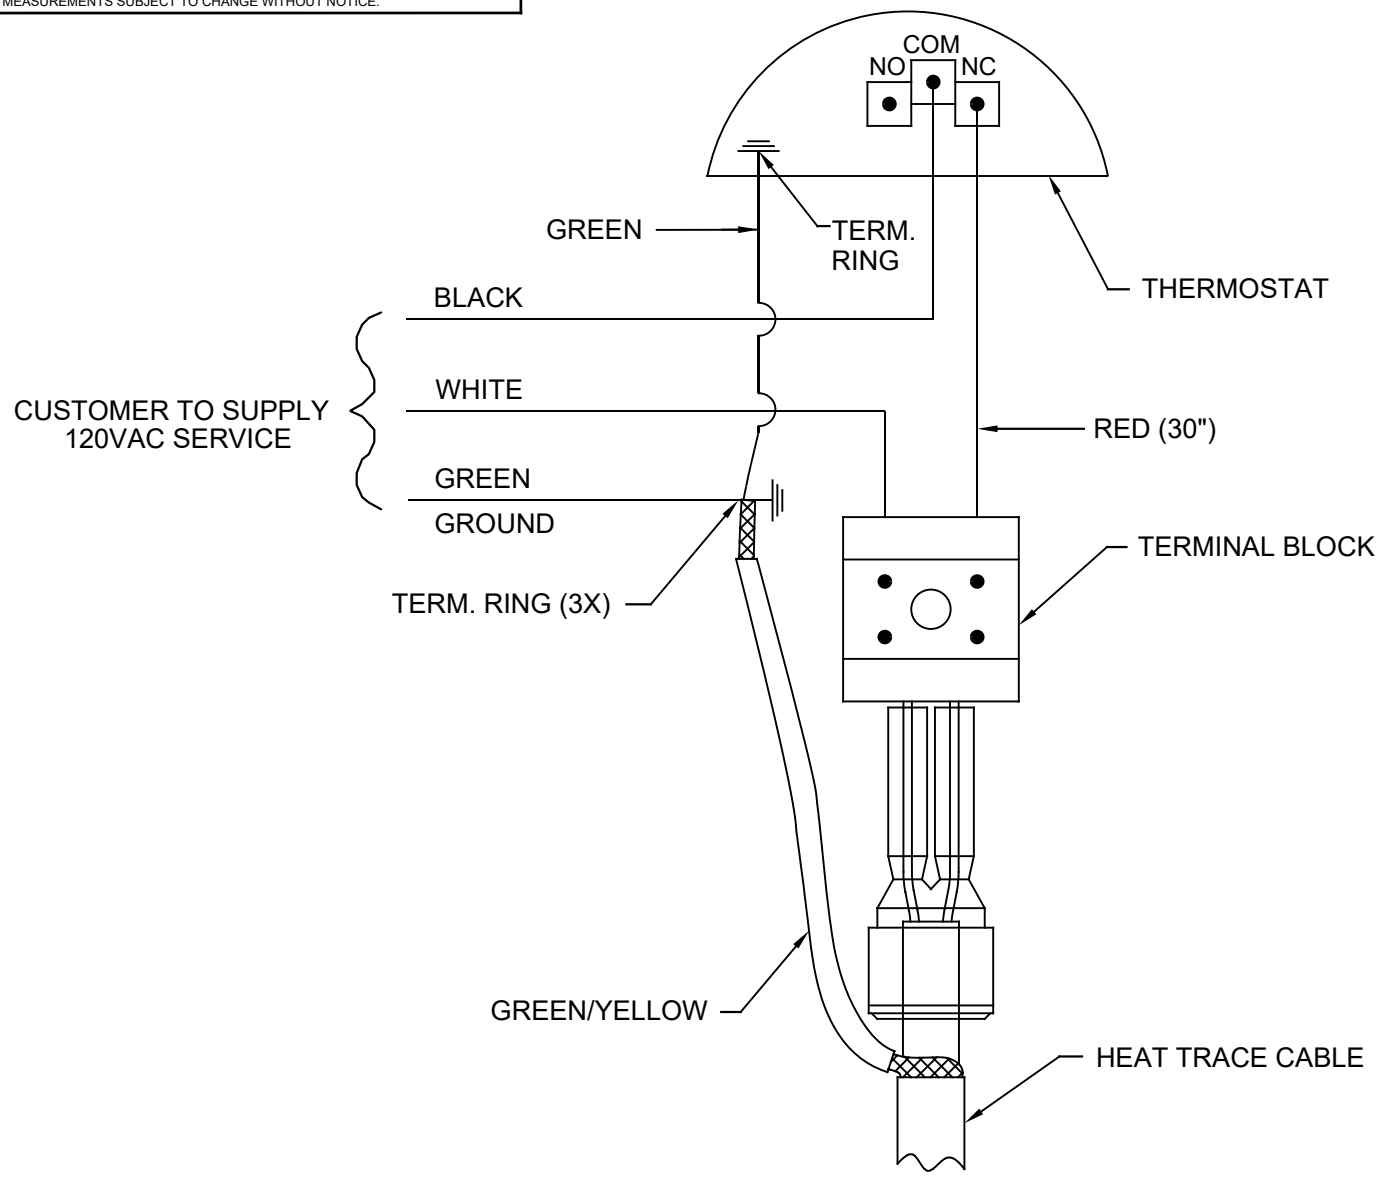 MEASUREMENTS SUBJECT TO CHANGE WITHOUT NOTICE.
COM
NO
NC
GREEN
TERM.
RING
THERMOSTAT
BLACK
WHITE
CUSTOMER TO SUPPLY
120VAC SERVICE
RED (30")
GREEN
GROUND
TERMINAL BLOCK
TERM. RING (3X)
GREEN/YELLOW
HEAT TRACE CABLE